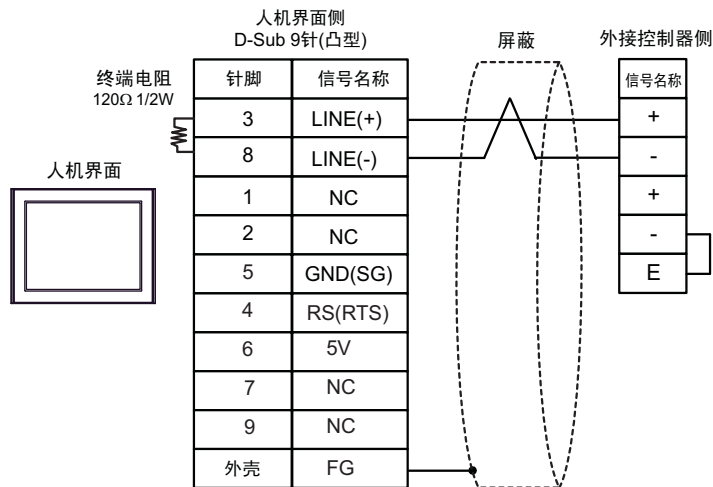 人机界面侧
D-Sub 9针(凸型)
屏蔽
外接控制器侧
终端电阻
120Ω 1/2W
人机界面
针脚 信号名称
3 LINE(+)
8 LINE(-)
1 NC
2 NC
5 GND(SG)
4 RS(RTS)
6 5V
7 NC
9 NC
外壳 FG
信号名称
+
-
+
-
E